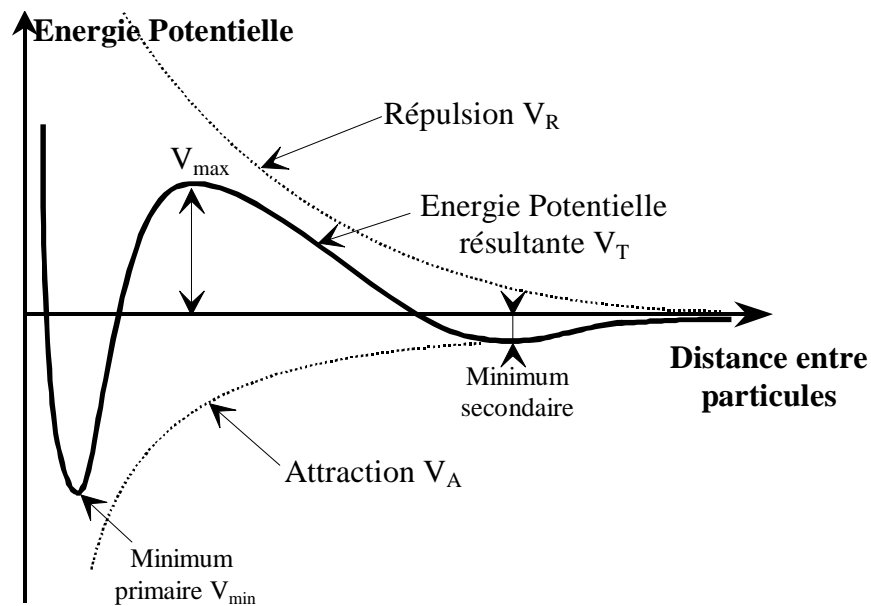 Energie Potentielle
Répulsion V_R
V_max
Energie Potentielle
résultante V_T
Distance entre
particules
Minimum
secondaire
Attraction V_A
Minimum
primaire V_min